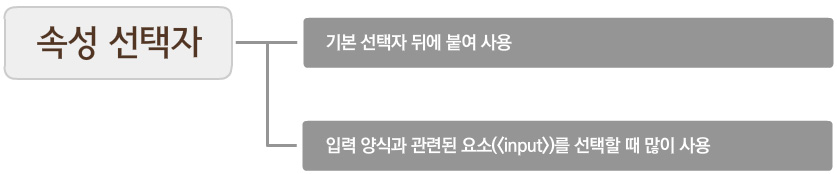 속성 선택자
기본 선택자 뒤에 붙여 사용
입력 양식과 관련된 요소(<input>)를 선택할 때 많이 사용